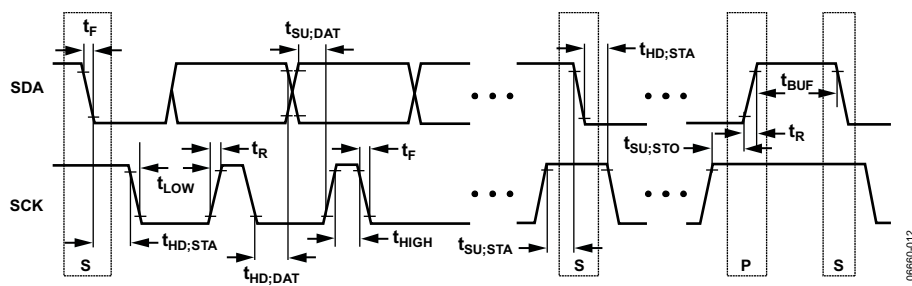 tF
tSU;DAT
tHD;STA
SDA
tBUF
tR
tSU;STO
tR
tF
tLOW
SCK
tHD;STA
tHIGH
tSU;STA
tHD;DAT
S
S
P
S
06660-012